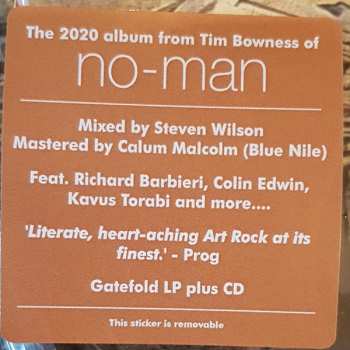 The 2020 album from Tim Bowness of
no-man
Mixed by Steven Wilson
Mastered by Calum Malcolm (Blue Nile)
Feat. Richard Barbieri, Colin Edwin,
Kavus Torabi and more....
'Literate, heart-aching Art Rock at its
finest.' - Prog
Gatefold LP plus CD
This sticker is removable